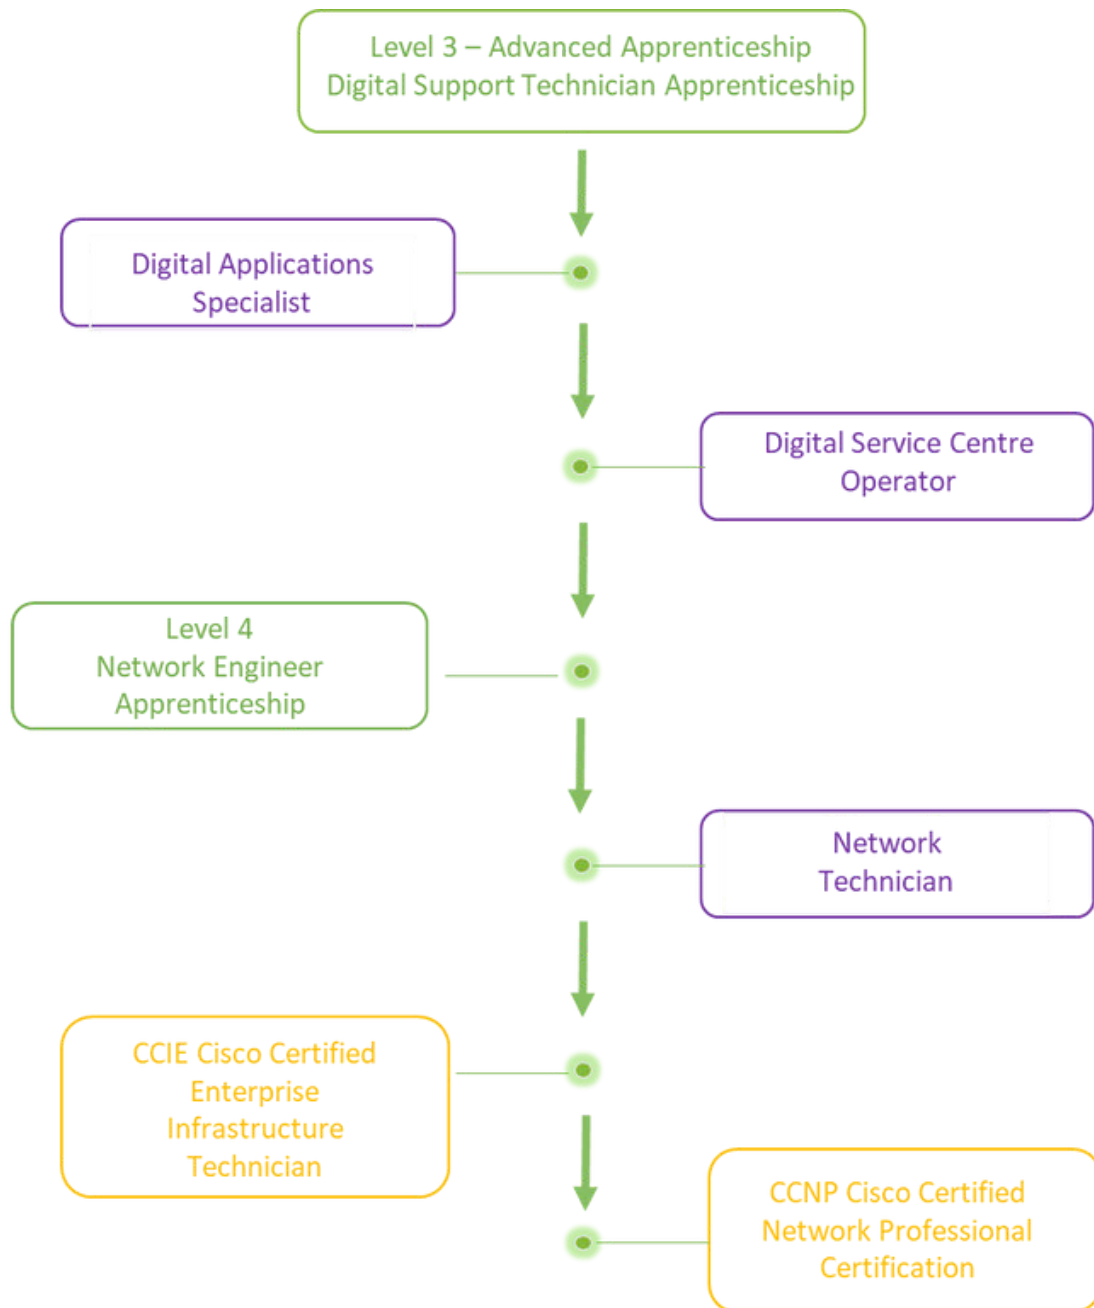 Level 3 – Advanced Apprenticeship
Digital Support Technician Apprenticeship
Digital Applications
Specialist
Digital Service Centre
Operator
Level 4
Network Engineer
Apprenticeship
Network
Technician
CCIE Cisco Certified
Enterprise
Infrastructure
Technician
CCNP Cisco Certified
Network Professional
Certification